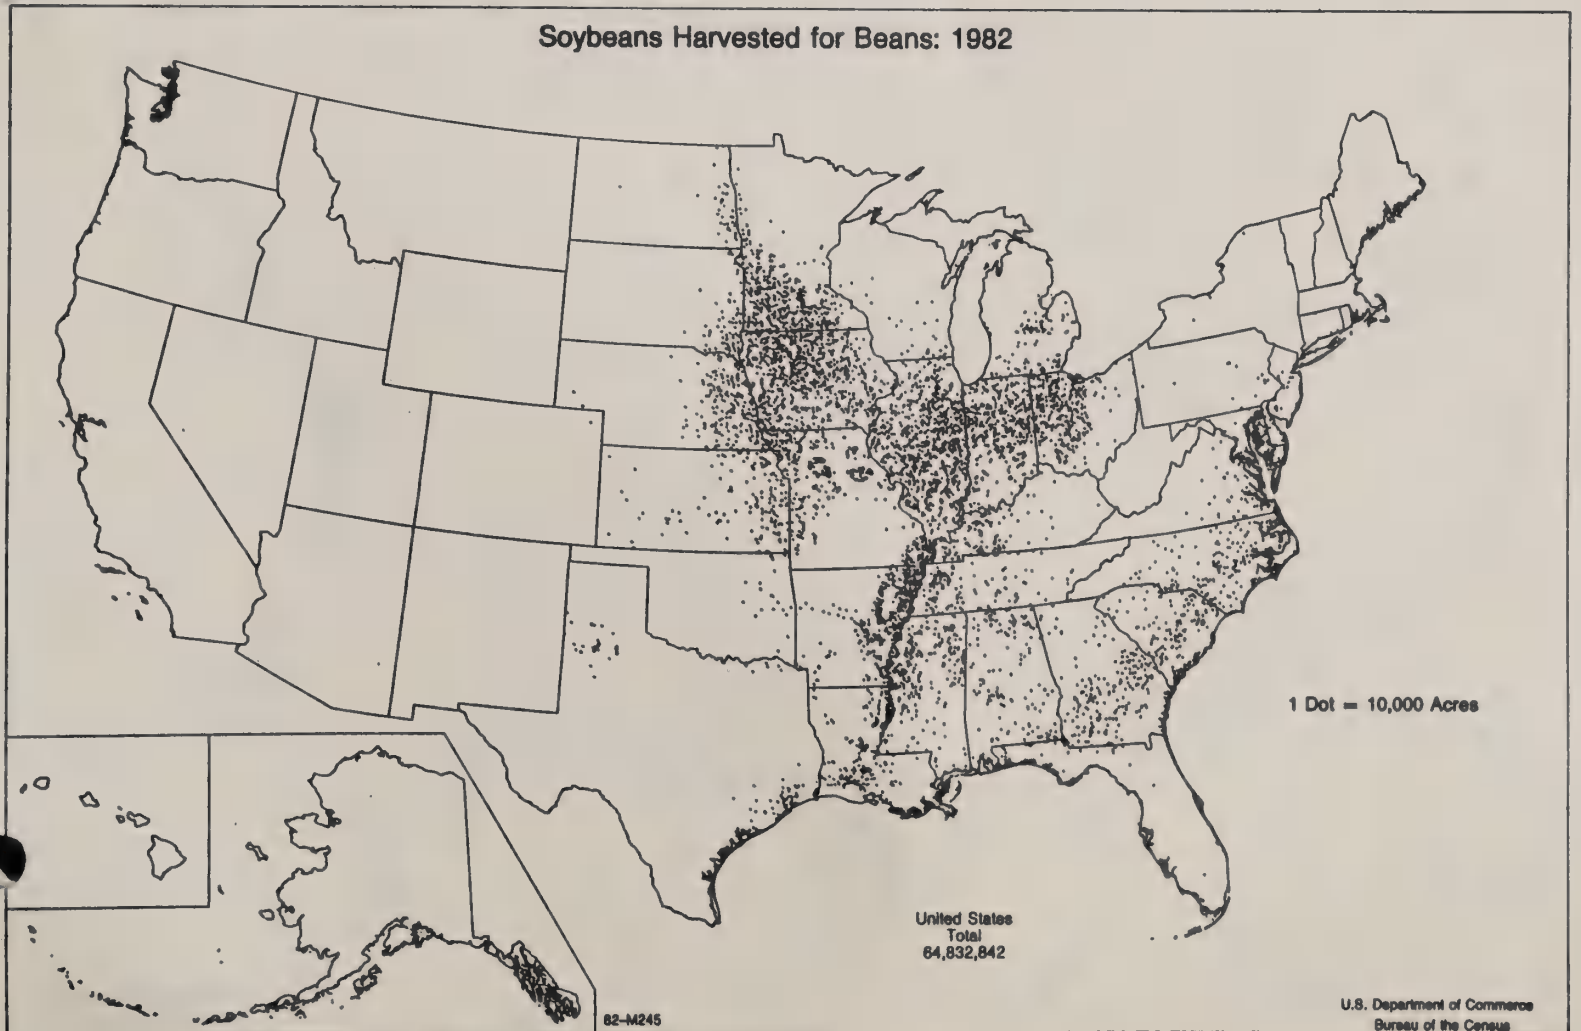 Soybeans Harvested for Beans: 1982
1 Dot = 10,000 Acres
United States
Total
64,832,842
82-M245
U.S. Department of Commerce
Bureau of the Census